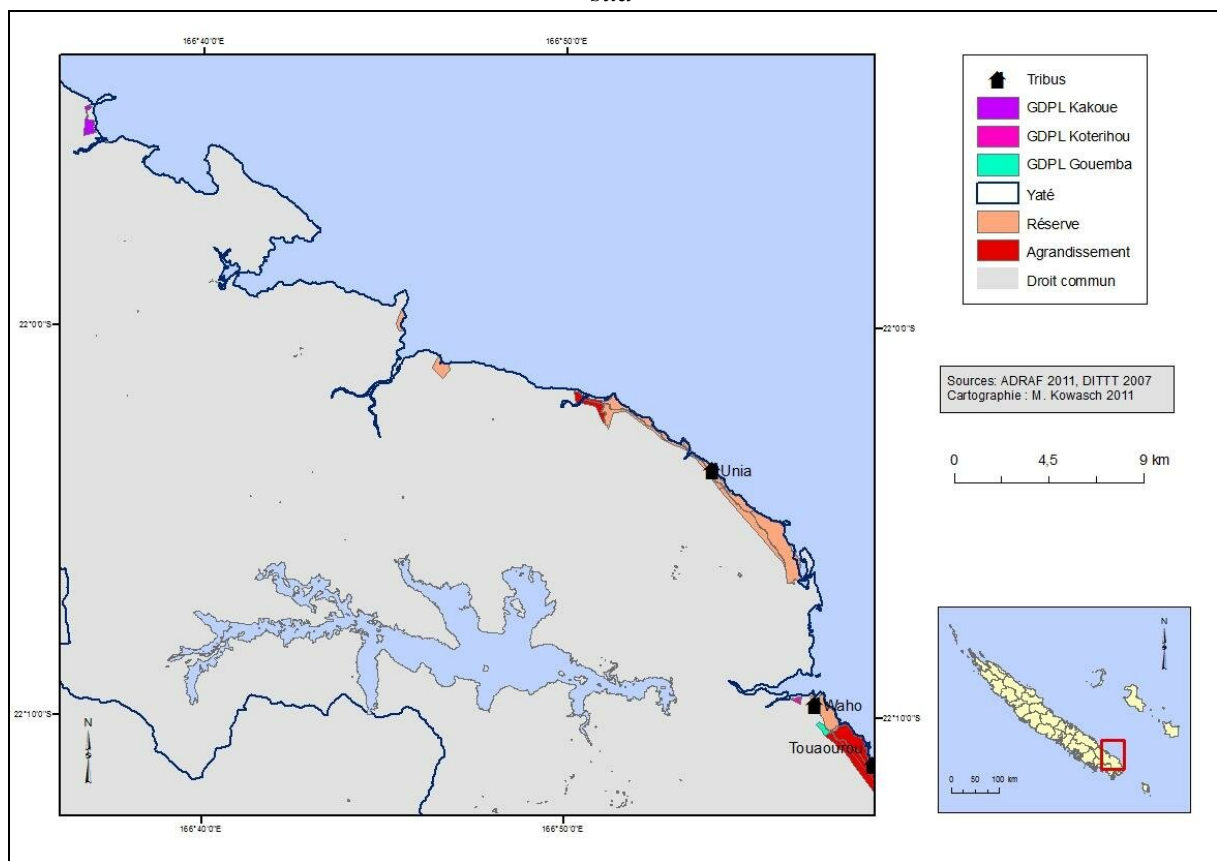 166°40'0"E
166°50'0"E
Tribus
GDPL Kakoue
GDPL Koterihou
GDPL Gouemba
Yaté
Réserve
Agrandissement
Droit commun
22°0'0"S
22°0'0"S
Sources: ADRAF 2011, DITTT 2007
Cartographie : M. Kowasch 2011
0 4,5 9 km
Unia
N
Waho
22°10'0"S
22°10'0"S
N
Touaourou
0 50 100 km
166°40'0"E
166°50'0"E